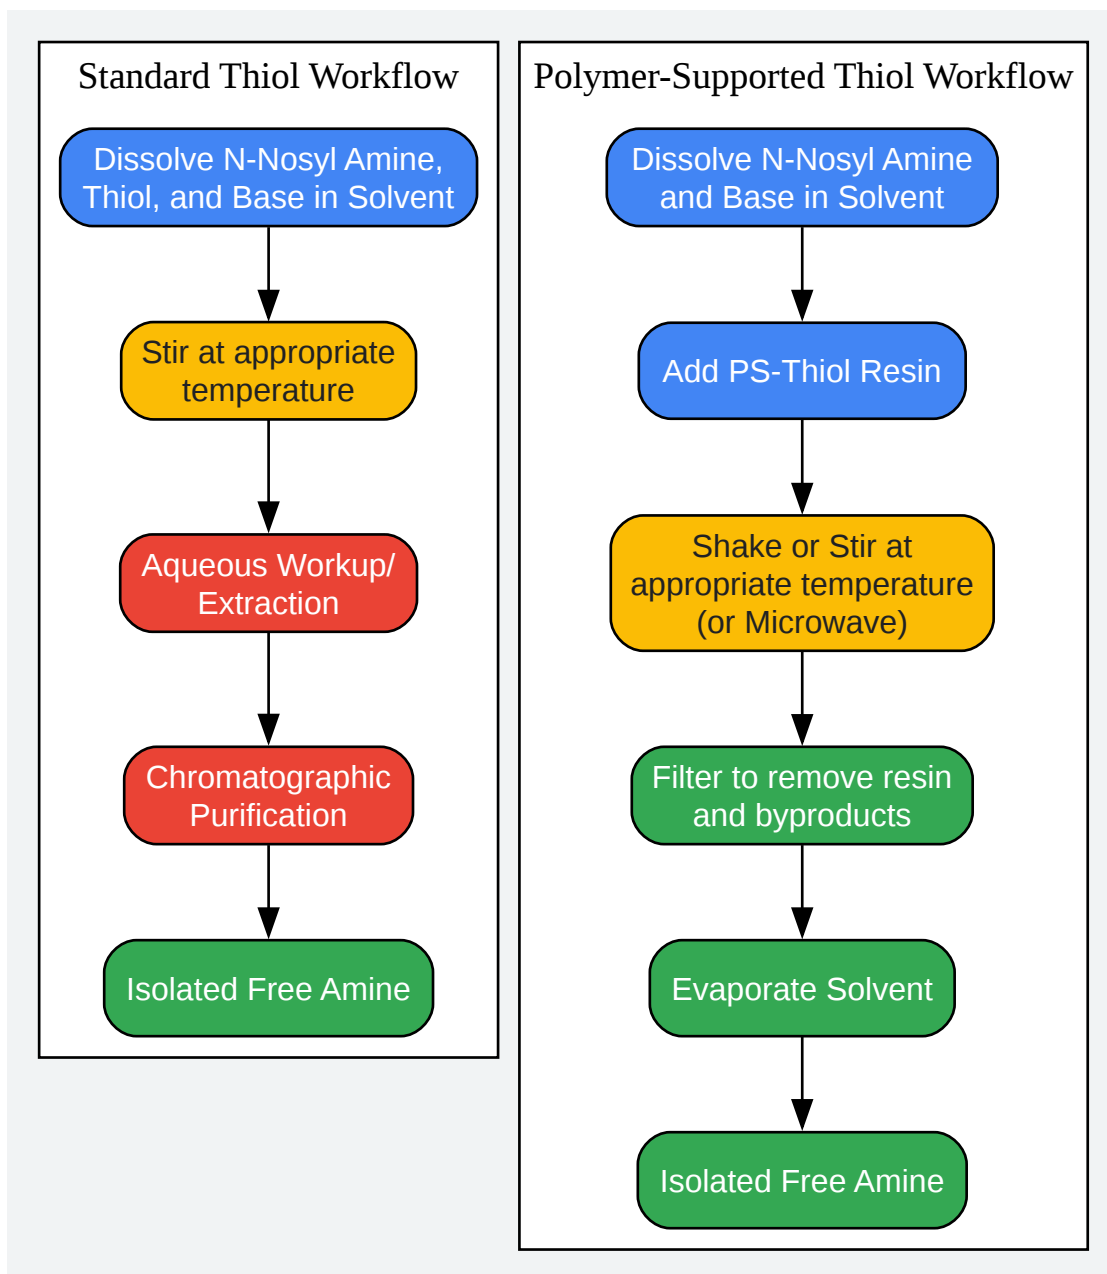 Standard Thiol Workflow
Dissolve N-Nosyl Amine,
Thiol, and Base in Solvent
Stir at appropriate
temperature
Aqueous Workup/
Extraction
Chromatographic
Purification
Isolated Free Amine
Polymer-Supported Thiol Workflow
Dissolve N-Nosyl Amine
and Base in Solvent
Add PS-Thiol Resin
Shake or Stir at
appropriate temperature
(or Microwave)
Filter to remove resin
and byproducts
Evaporate Solvent
Isolated Free Amine